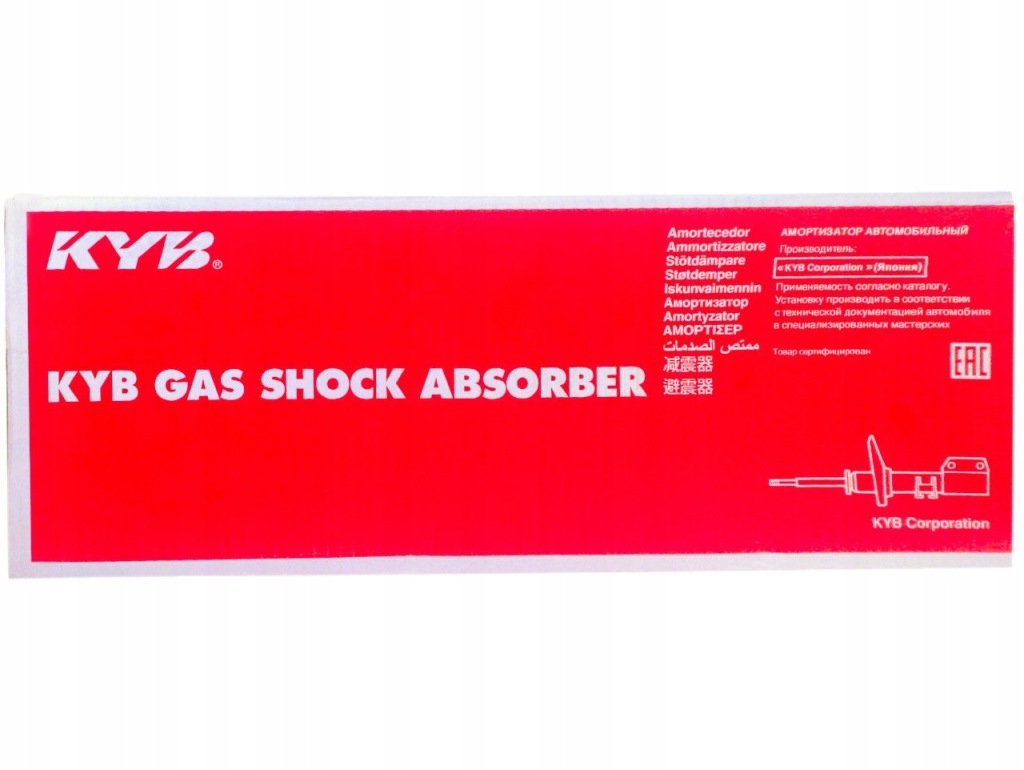 KYB®
KYB GAS SHOCK ABSORBER
Amortecedor
Ammortizzatore
Stötdämpare
Støtdemper
Iskunvaimennin
Амортизатор
Amortyzator
ΑΜΟΡΤΙΣΕΡ
ممتص الصدمات
减震器
避震器
АМОРТИЗАТОР АВТОМОБИЛЬНЫЙ
Производитель:
«KYB Corporation »(Япония)
Применяемость согласно каталогу.
Установку производить в соответствии
с технической документацией автомобиля
в специализированных мастерских
Товар сертифицирован
EAC
KYB Corporation